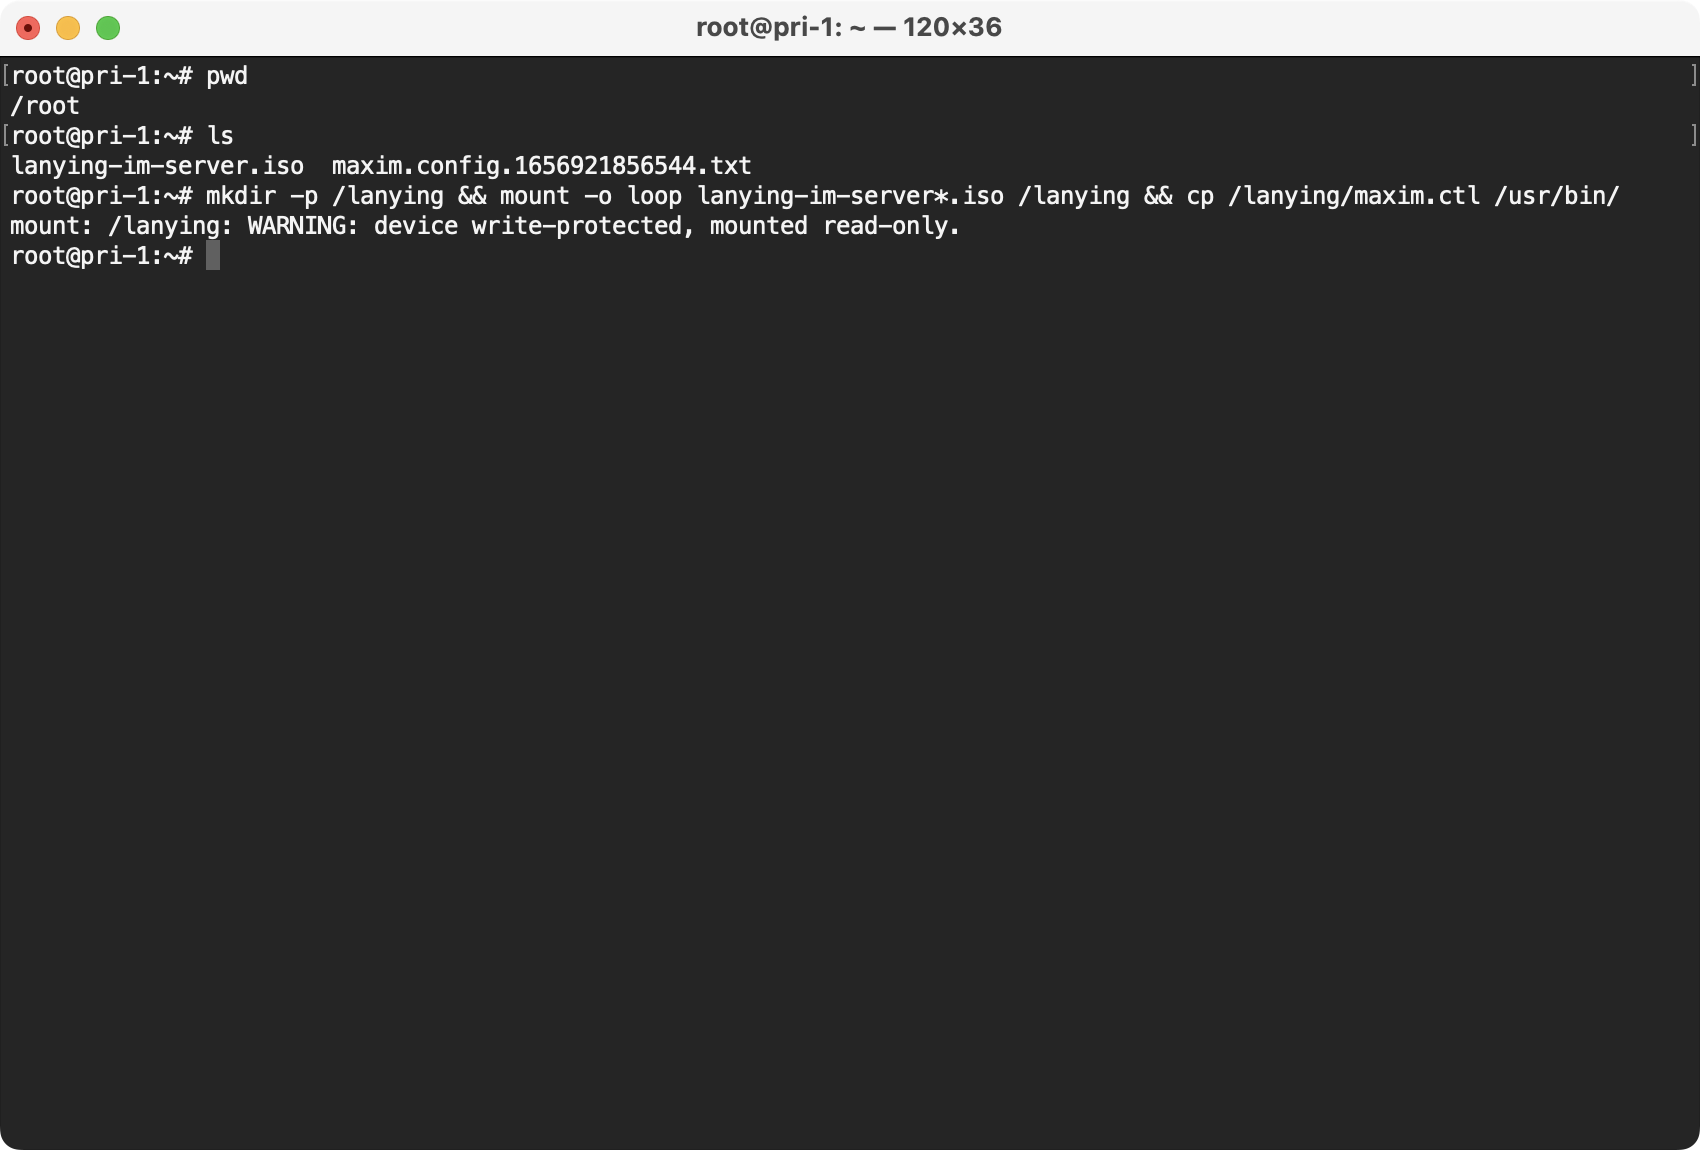 root@pri-1: ~ — 120×36
[root@pri-1:~# pwd ]
/root
[root@pri-1:~# ls ]
lanying-im-server.iso  maxim.config.1656921856544.txt
root@pri-1:~# mkdir -p /lanying && mount -o loop lanying-im-server*.iso /lanying && cp /lanying/maxim.ctl /usr/bin/
mount: /lanying: WARNING: device write-protected, mounted read-only.
root@pri-1:~#